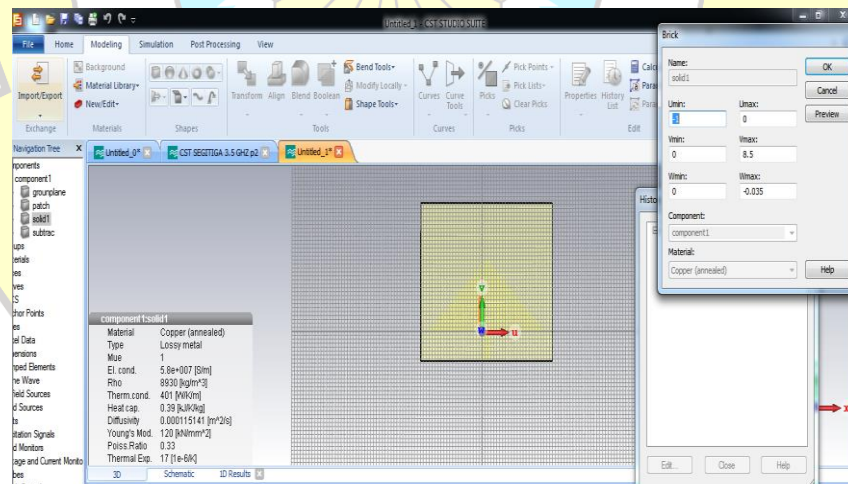 Untitled_1 - CST STUDIO SUITE
File Home Modeling Simulation Post Processing View
Import/Export
Background
Material Library
New/Edit
Transform Align Blend Boolean
Bend Tools
Modify Locally
Shape Tools
Curves Curve Tools
Picks
Pick Points
Pick Lists
Clear Picks
Properties History List
Exchange Materials Shapes Tools Curves Picks Edit
Navigation Tree X
Untitled_0*
CST SEGITIGA 3.5 GHZ p2
Untitled_1*
component1
grounplane
patch
solid1
subtrac
v
u
x
component1:solid1
Material Copper (annealed)
Type Lossy metal
Mue 1
El. cond. 5.8e+007 [S/m]
Rho 8930 [kg/m^3]
Therm.cond. 401 [W/K/m]
Heat cap. 0.39 [kJ/K/kg]
Diffusivity 0.000115141 [m^2/s]
Young's Mod. 120 [kN/mm^2]
Poiss.Ratio 0.33
Thermal Exp. 17 [1e-6/K]
3D Schematic 1D Results
Brick
Name:
solid1
Umin: Umax:
-1 0
Vmin: Vmax:
0 8.5
Wmin: Wmax:
0 -0.035
Component:
component1
Material:
Copper (annealed)
OK
Cancel
Preview
Help
Edit... Close Help